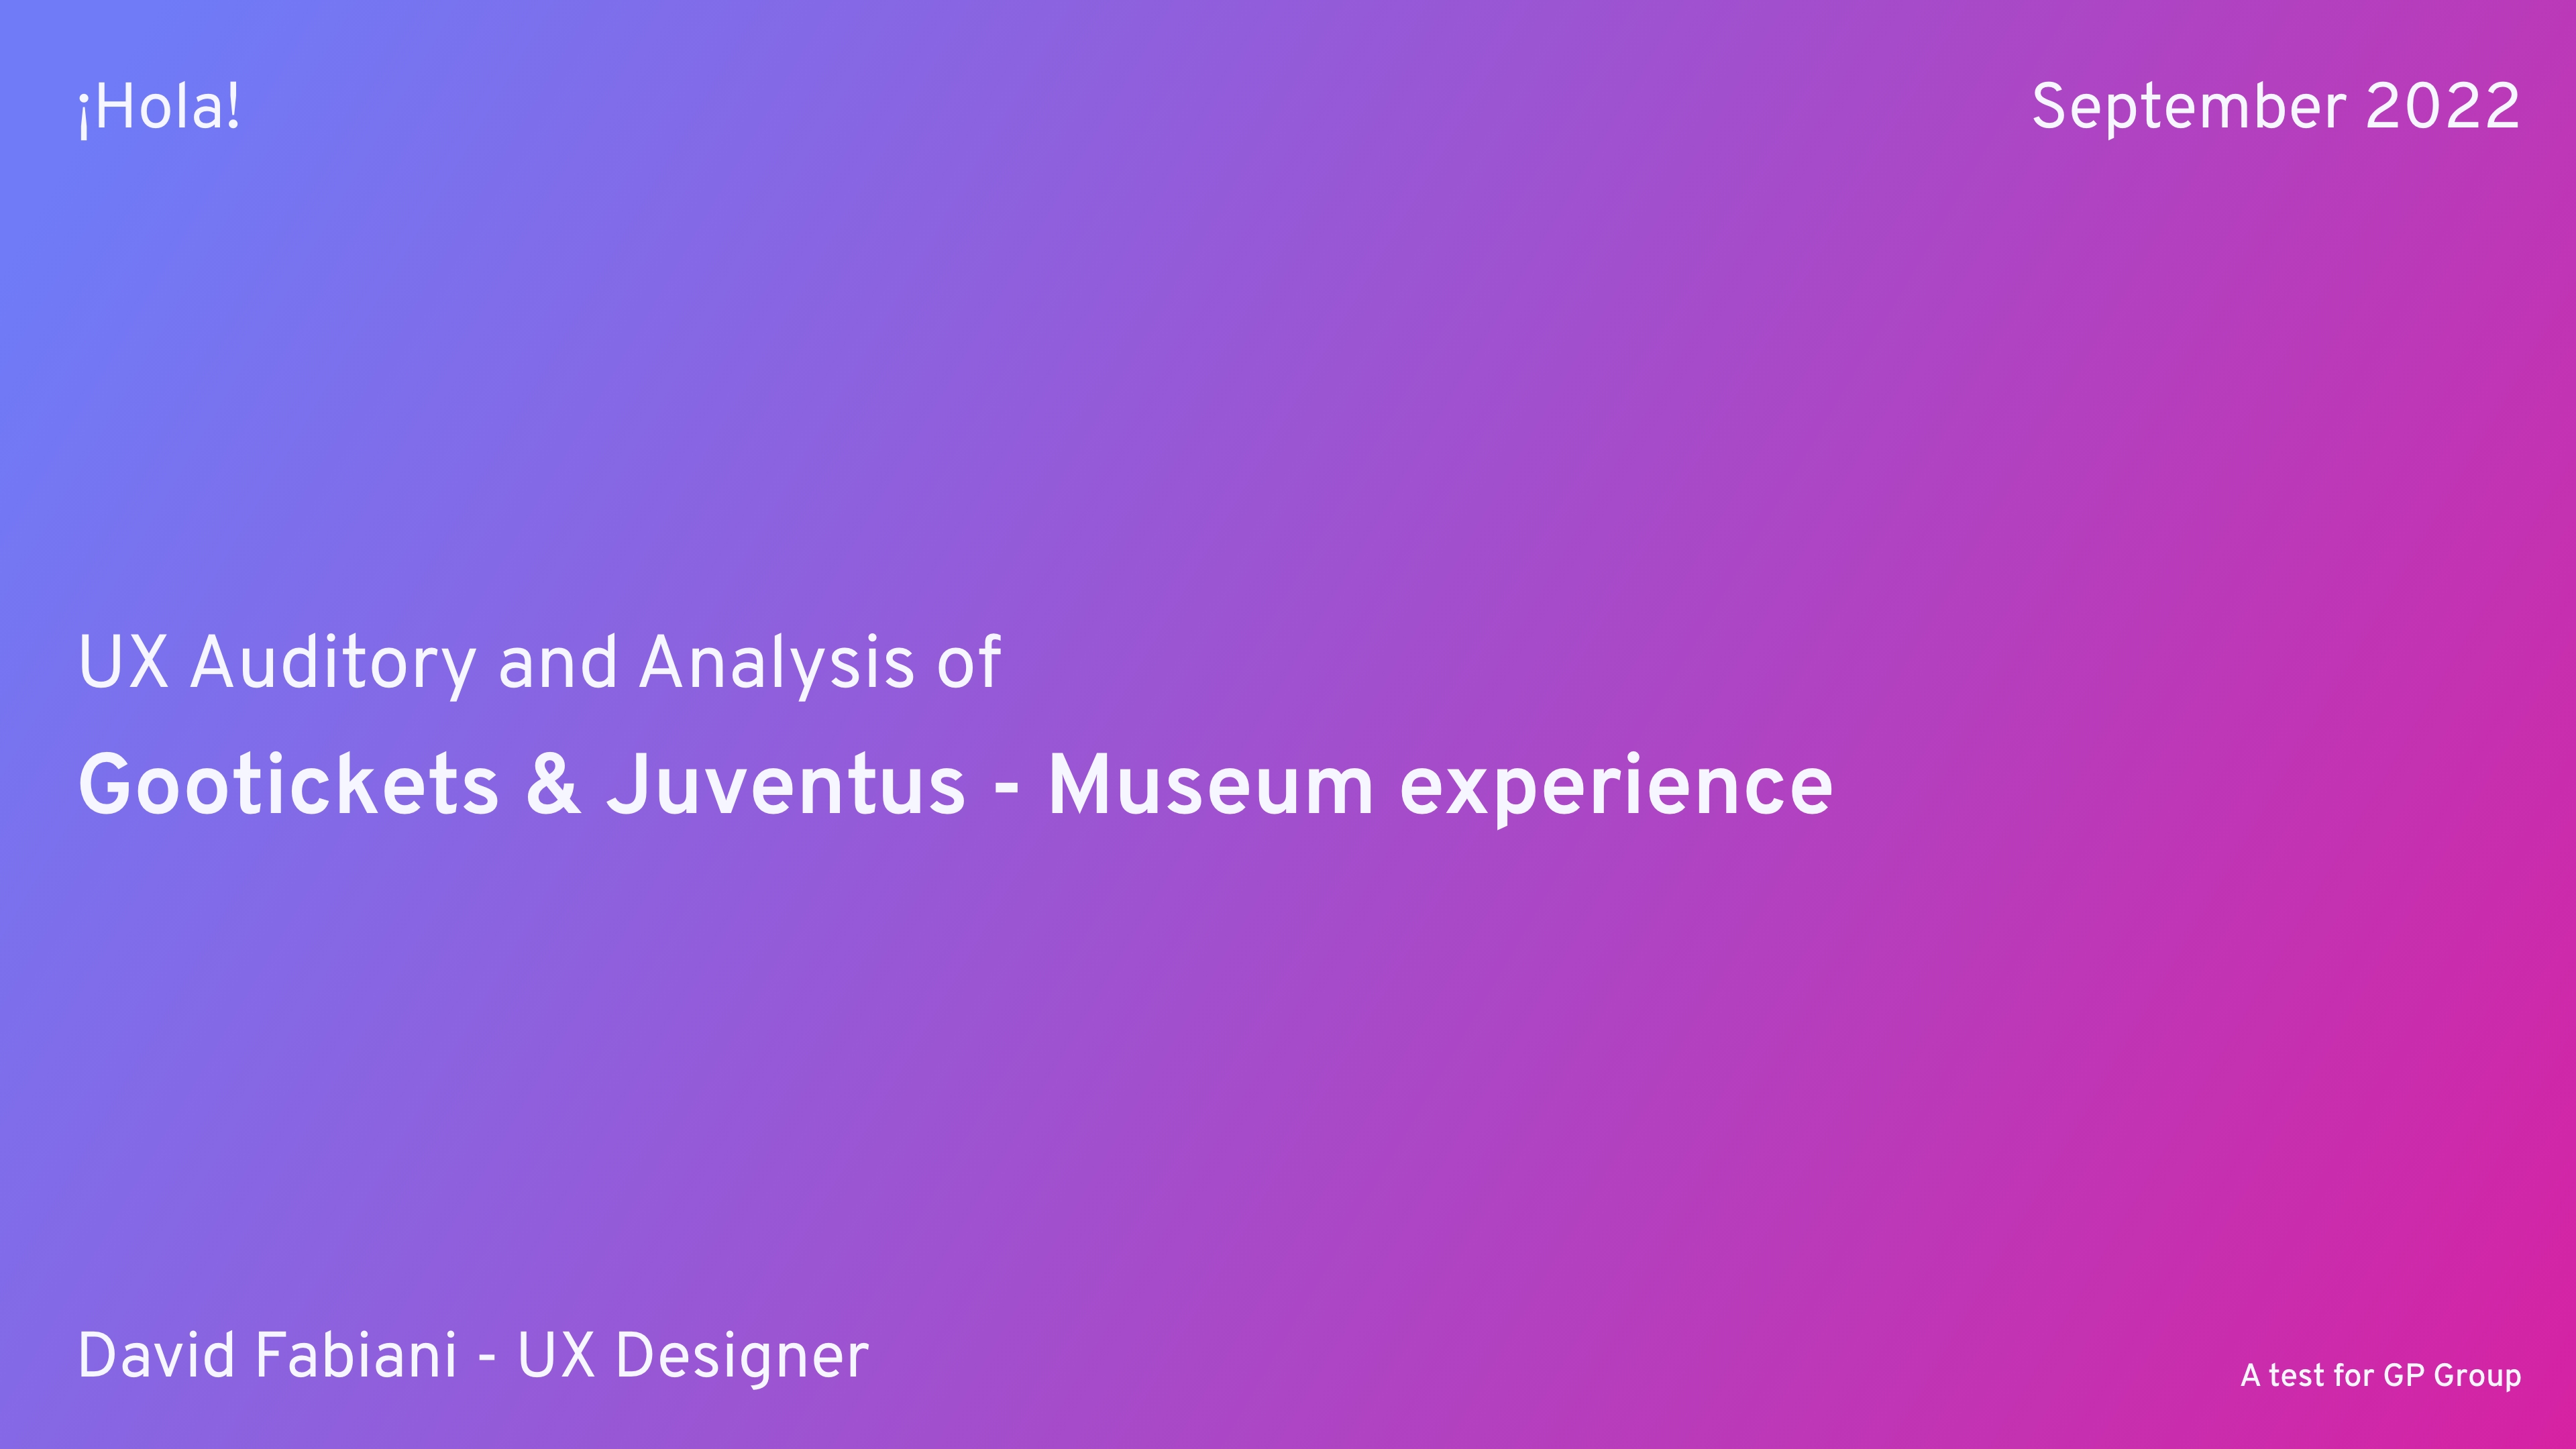 ¡Hola!
September 2022
UX Auditory and Analysis of
Gootickets & Juventus - Museum experience
David Fabiani - UX Designer
A test for GP Group